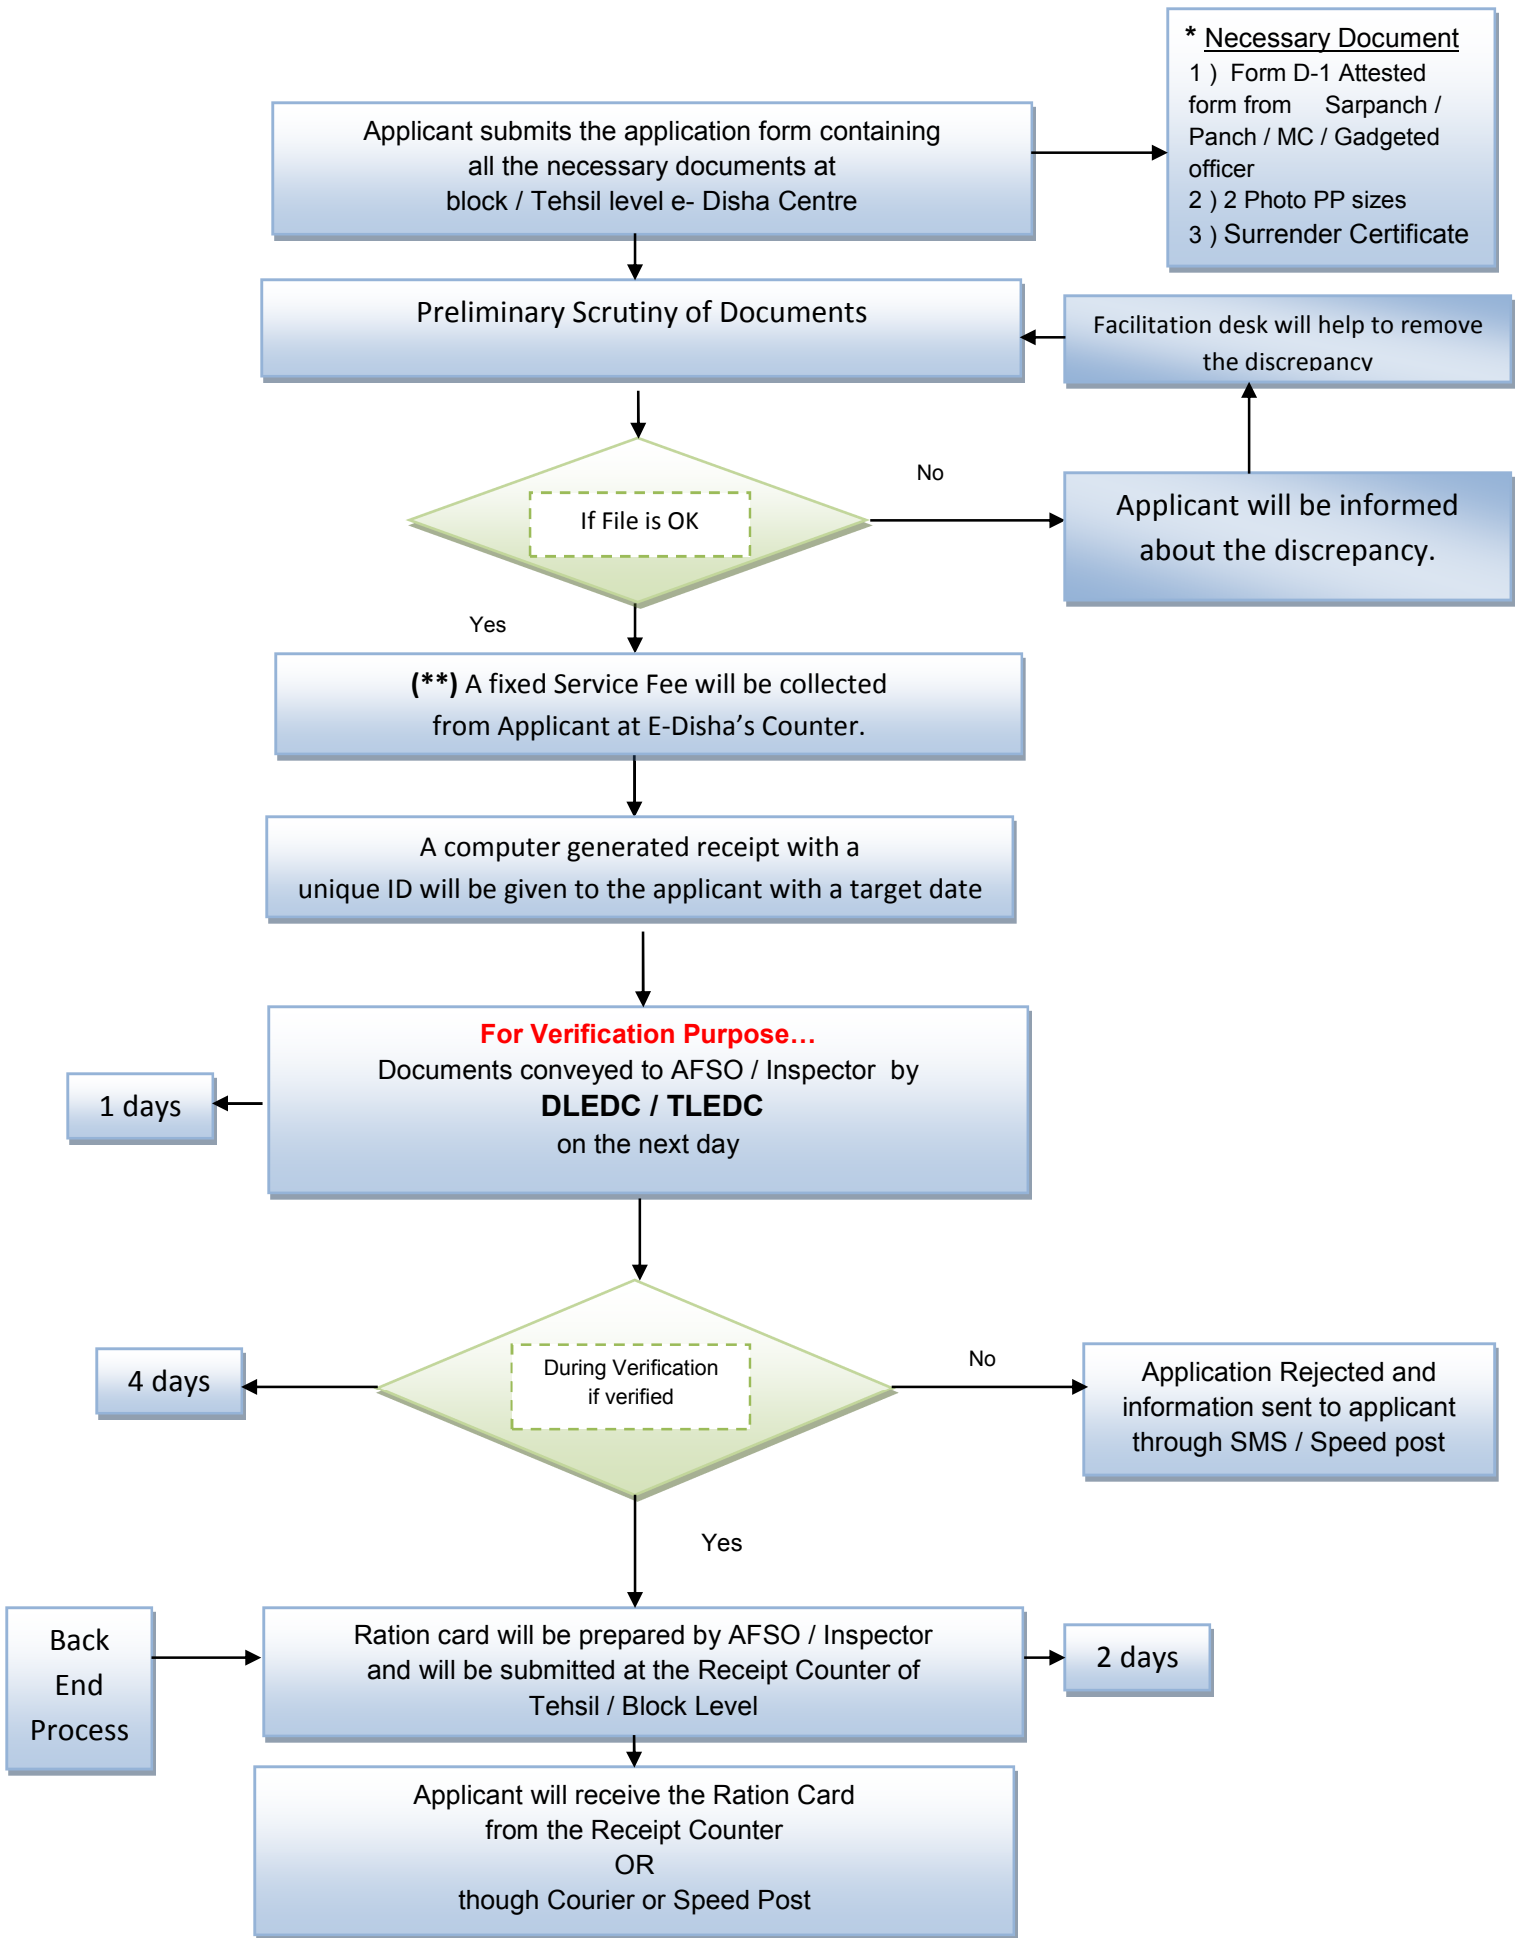 * Necessary Document
1 ) Form D-1 Attested
form from Sarpanch /
Panch / MC / Gadgeted
officer
2 ) 2 Photo PP sizes
3 ) Surrender Certificate
Applicant submits the application form containing
all the necessary documents at
block / Tehsil level e- Disha Centre
Preliminary Scrutiny of Documents
Facilitation desk will help to remove
the discrepancy
If File is OK
No
Applicant will be informed
about the discrepancy.
Yes
(**) A fixed Service Fee will be collected
from Applicant at E-Disha’s Counter.
A computer generated receipt with a
unique ID will be given to the applicant with a target date
For Verification Purpose…
Documents conveyed to AFSO / Inspector by
DLEDC / TLEDC
on the next day
1 days
During Verification
if verified
4 days
No
Application Rejected and
information sent to applicant
through SMS / Speed post
Yes
Back
End
Process
Ration card will be prepared by AFSO / Inspector
and will be submitted at the Receipt Counter of
Tehsil / Block Level
2 days
Applicant will receive the Ration Card
from the Receipt Counter
OR
though Courier or Speed Post